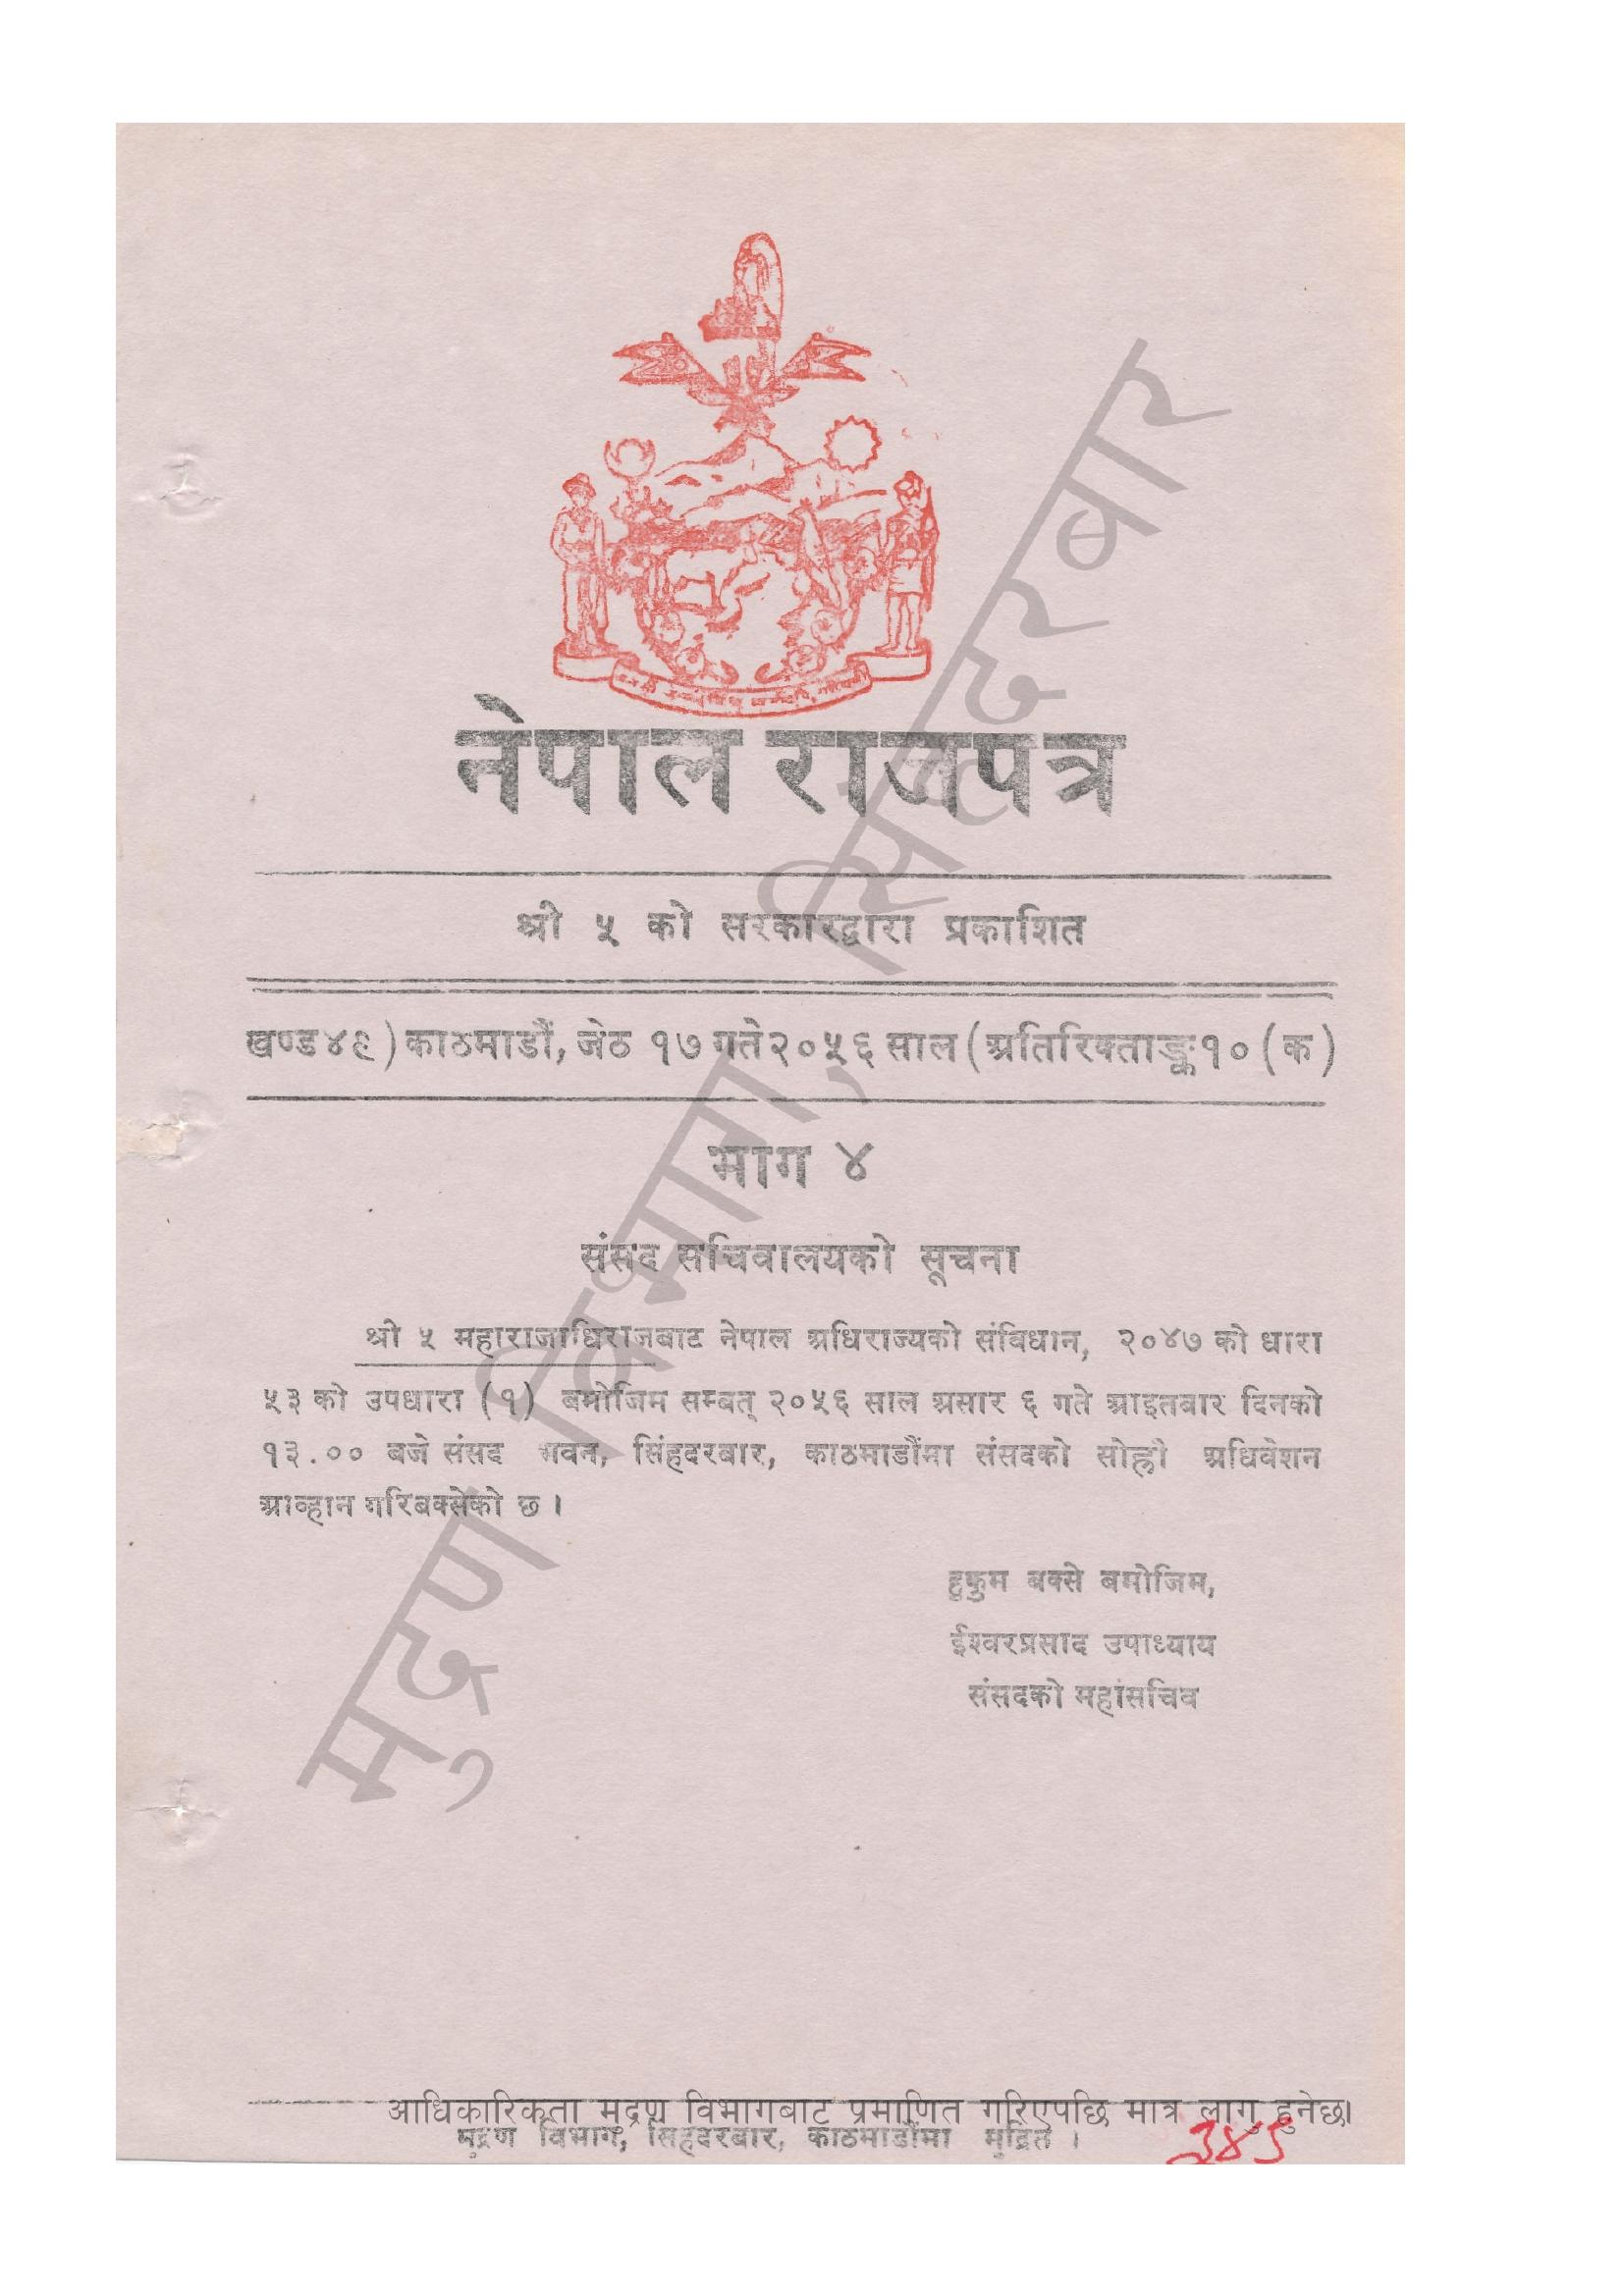 नेपाल राजपत्र
श्री ५ को सरकारद्वारा प्रकाशित
खण्ड ४९) काठमाडौं, जेठ १७ गते २०५६ साल (अतिरिक्ताङ्क १० (क)
भाग ४
संसद सचिवालयको सूचना
श्री ५ महाराजाधिराजबाट नेपाल अधिराज्यको संविधान, २०४७ को धारा
५३ को उपधारा (१) बमोजिम सम्बत् २०५६ साल असार ६ गते आइतबार दिनको
१३.०० बजे संसद भवन, सिंहदरबार, काठमाडौंमा संसदको सोह्रौ अधिवेशन
आव्हान गरिबक्सेको छ ।
हुकुम बक्से बमोजिम,
ईश्वरप्रसाद उपाध्याय
संसदको महासचिव
मुद्रण विभाग, सिंहदरबार
आधिकारिकता मुद्रण विभागबाट प्रमाणित गरिएपछि मात्र लागु हुनेछ।
मुद्रण विभाग, सिंहदरबार, काठमाडौंमा मुद्रित ।